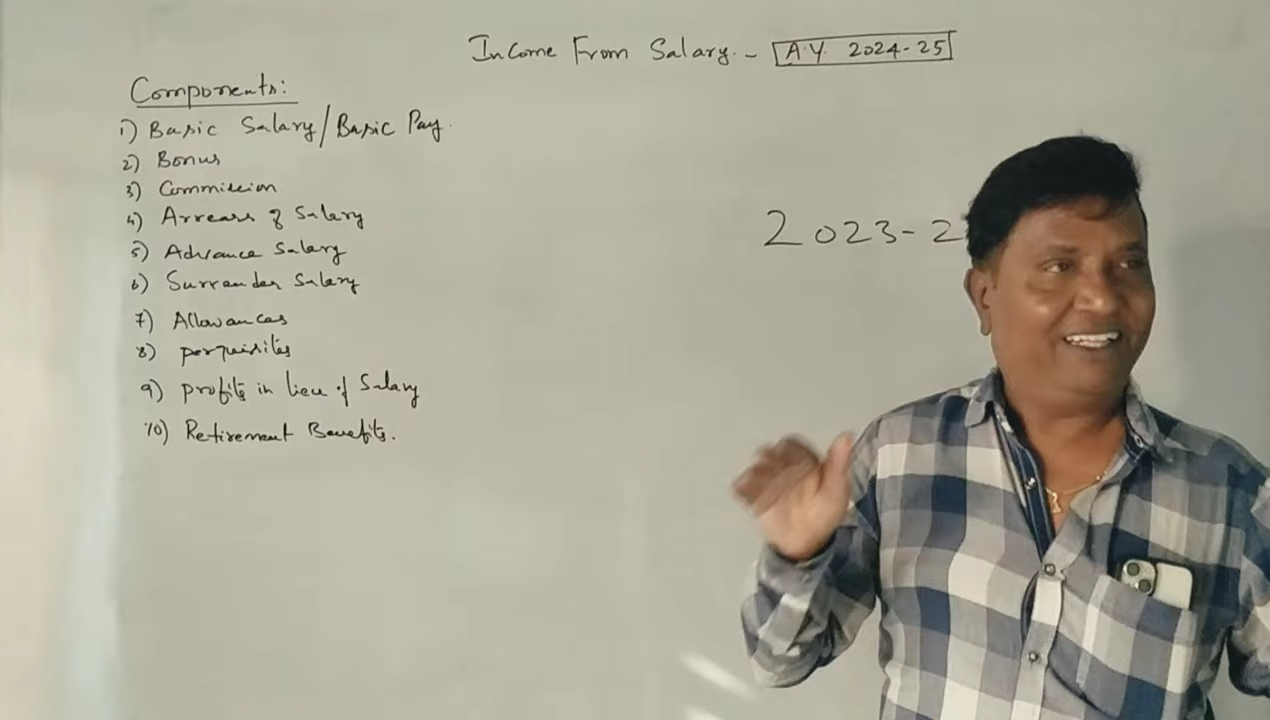 Income From Salary. - A.Y. 2024-25
Components:
1) Basic Salary/Basic Pay.
2) Bonus
3) Commission
4) Arrears of Salary
5) Advance Salary
6) Surrender Salary
7) Allowances
8) perquisites
9) profits in lieu of Salary
10) Retirement Benefits.
2023-2